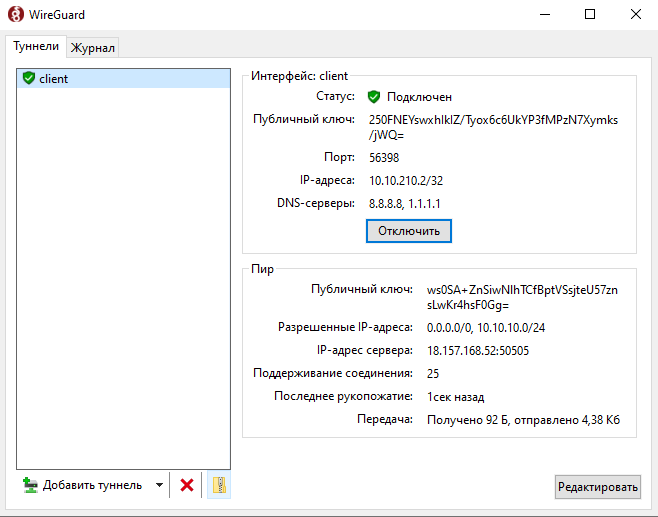 WireGuard
Туннели
Журнал
client
Интерфейс: client
Статус: Подключен
Публичный ключ: 250FNEYswxhIklZ/Tyox6c6UkYP3fMPzN7Xymks
/jWQ=
Порт: 56398
IP-адреса: 10.10.210.2/32
DNS-серверы: 8.8.8.8, 1.1.1.1
Отключить
Пир
Публичный ключ: ws0SA+ZnSiwNIhTCfBptVSsjteU57zn
sLwKr4hsF0Gg=
Разрешенные IP-адреса: 0.0.0.0/0, 10.10.10.0/24
IP-адрес сервера: 18.157.168.52:50505
Поддерживание соединения: 25
Последнее рукопожатие: 1сек назад
Передача: Получено 92 Б, отправлено 4,38 Кб
Добавить туннель
Редактировать